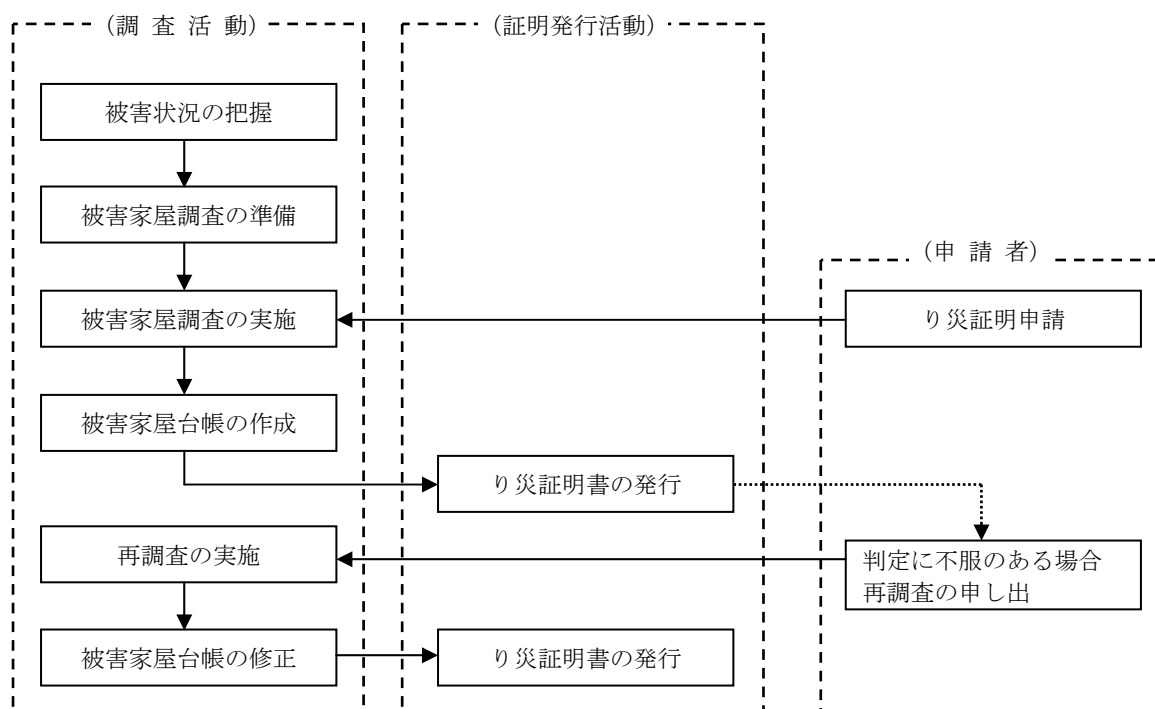 (調 査 活 動)
(証明発行活動)
被害状況の把握
被害家屋調査の準備
(申 請 者)
被害家屋調査の実施
り災証明申請
被害家屋台帳の作成
り災証明書の発行
再調査の実施
判定に不服のある場合
再調査の申し出
被害家屋台帳の修正
り災証明書の発行